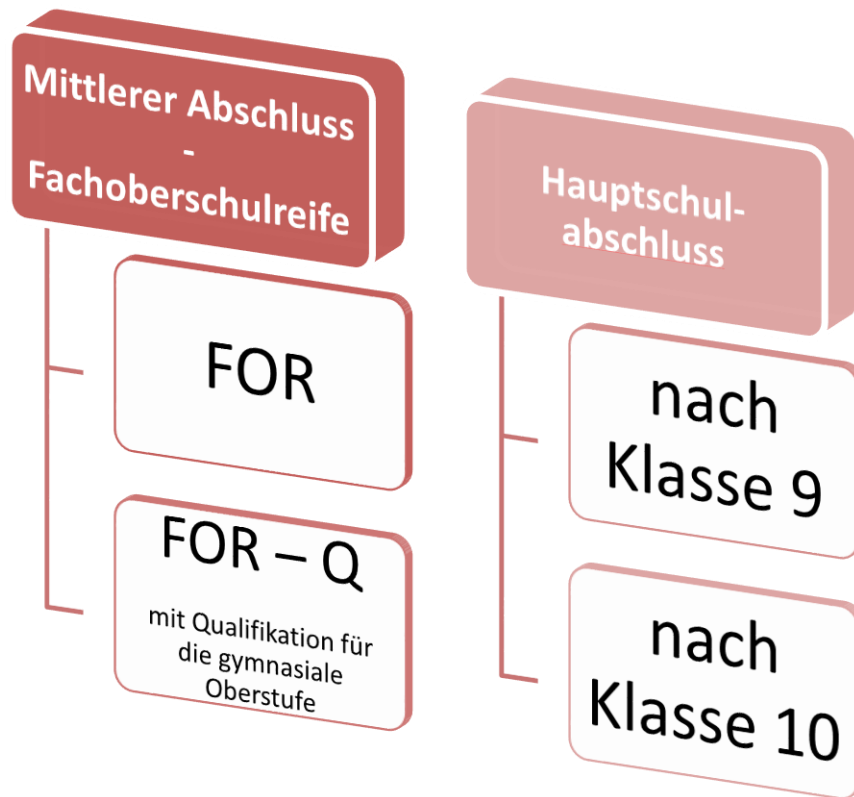 Mittlerer Abschluss
-
Fachoberschulreife
FOR
FOR – Q
mit Qualifikation für
die gymnasiale
Oberstufe
Hauptschul-
abschluss
nach
Klasse 9
nach
Klasse 10